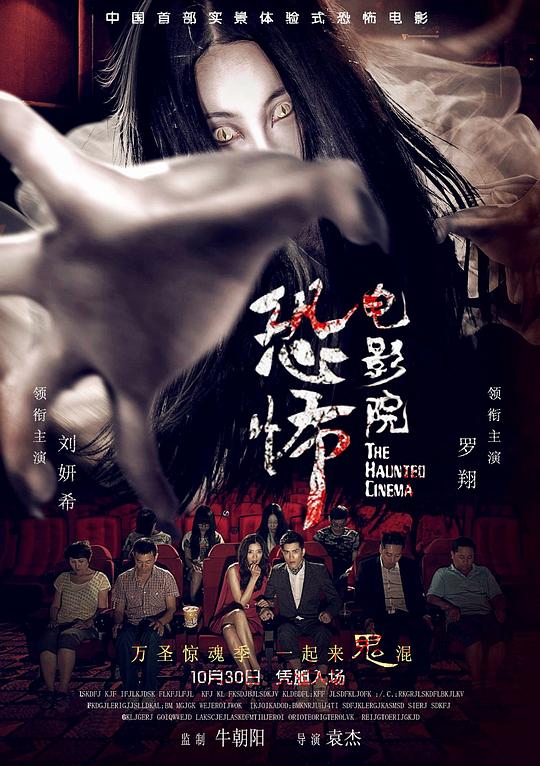 中国首部实景体验式恐怖电影
恐怖
电影院
THE
HAUNTED
CINEMA
领衔主演
刘妍希
领衔主演
罗翔
万圣惊魂季 一起来鬼混
10月30日 凭胆入场
监制 牛朝阳 导演 袁杰